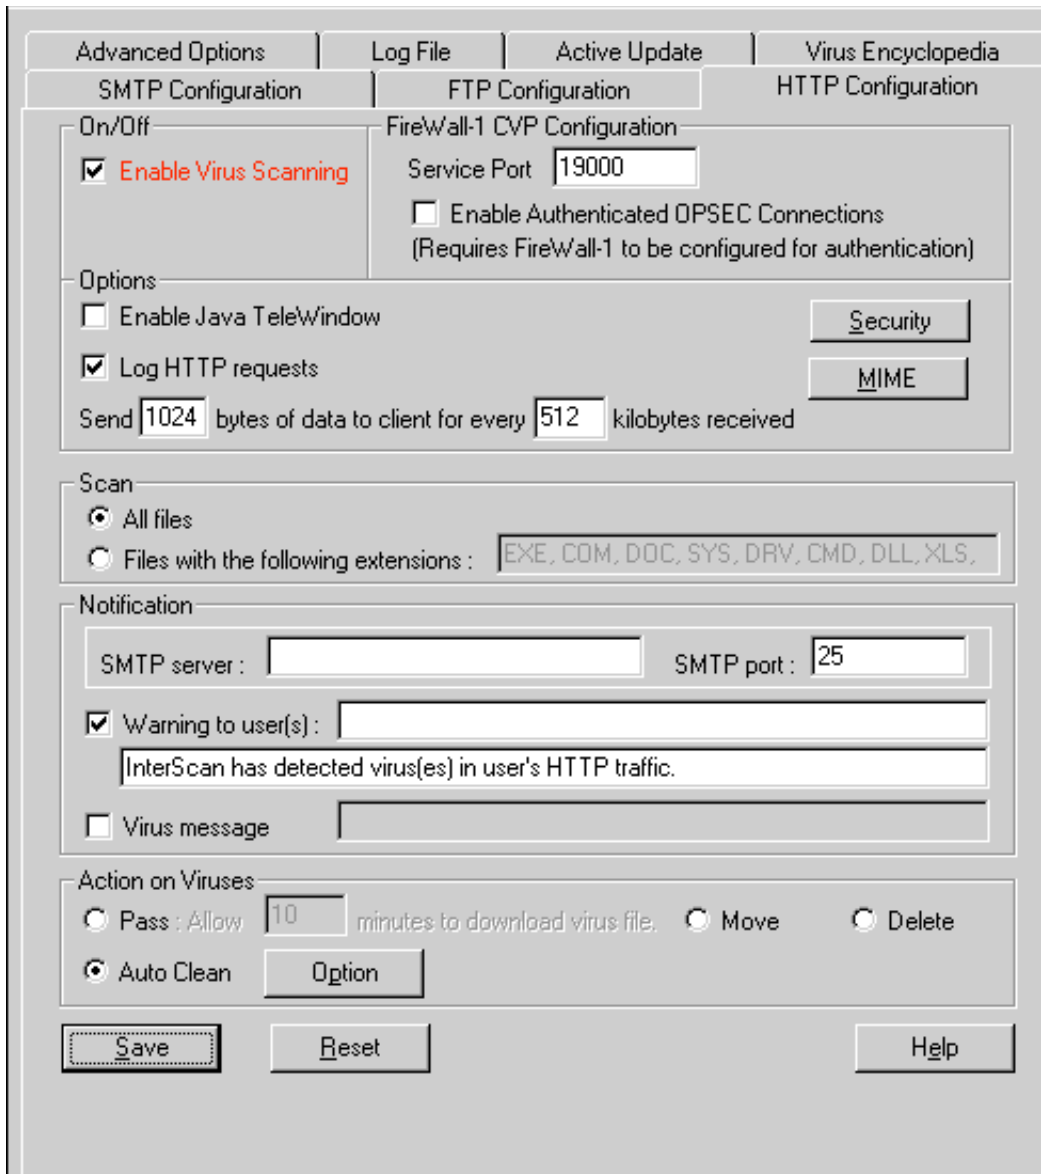 Advanced Options Log File Active Update Virus Encyclopedia
SMTP Configuration FTP Configuration HTTP Configuration
On/Off FireWall-1 CVP Configuration
Enable Virus Scanning Service Port 19000
Enable Authenticated OPSEC Connections
(Requires FireWall-1 to be configured for authentication)
Options
Enable Java TeleWindow Security
Log HTTP requests MIME
Send 1024 bytes of data to client for every 512 kilobytes received
Scan
All files
Files with the following extensions : EXE, COM, DOC, SYS, DRV, CMD, DLL, XLS,
Notification
SMTP server : SMTP port : 25
Warning to user(s) :
InterScan has detected virus(es) in user's HTTP traffic.
Virus message
Action on Viruses
Pass : Allow 10 minutes to download virus file. Move Delete
Auto Clean Option
Save Reset Help